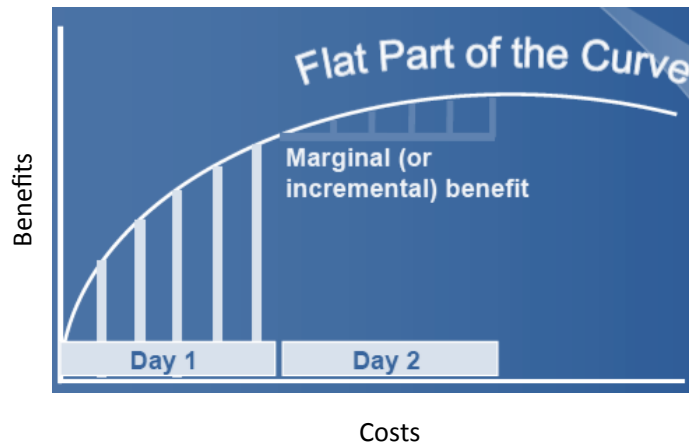 Flat Part of the Curve
Marginal (or
incremental) benefit
Benefits
Day 1
Day 2
Costs